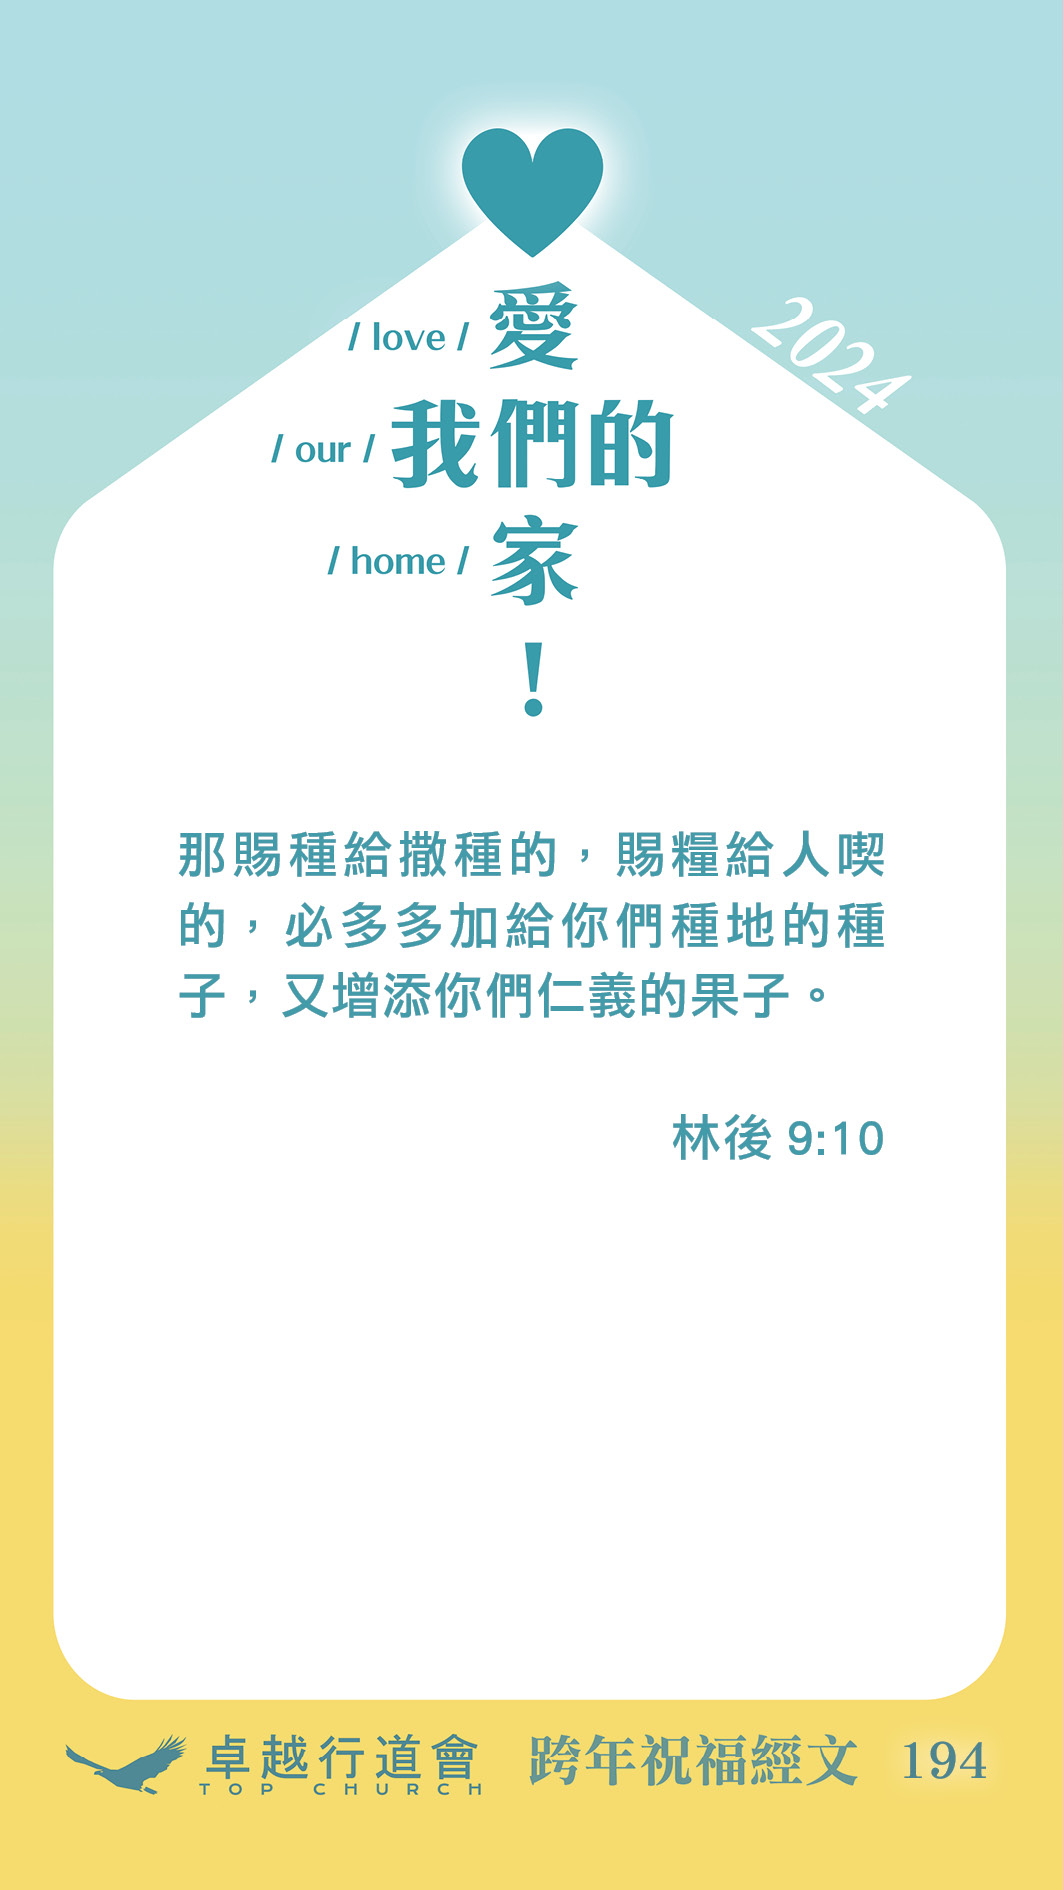 2024
/ love / 愛
/ our / 我們的
/ home / 家
！
那賜種給撒種的，賜糧給人喫
的，必多多加給你們種地的種
子，又增添你們仁義的果子。
林後 9:10
卓越行道會
TOP CHURCH
跨年祝福經文 194